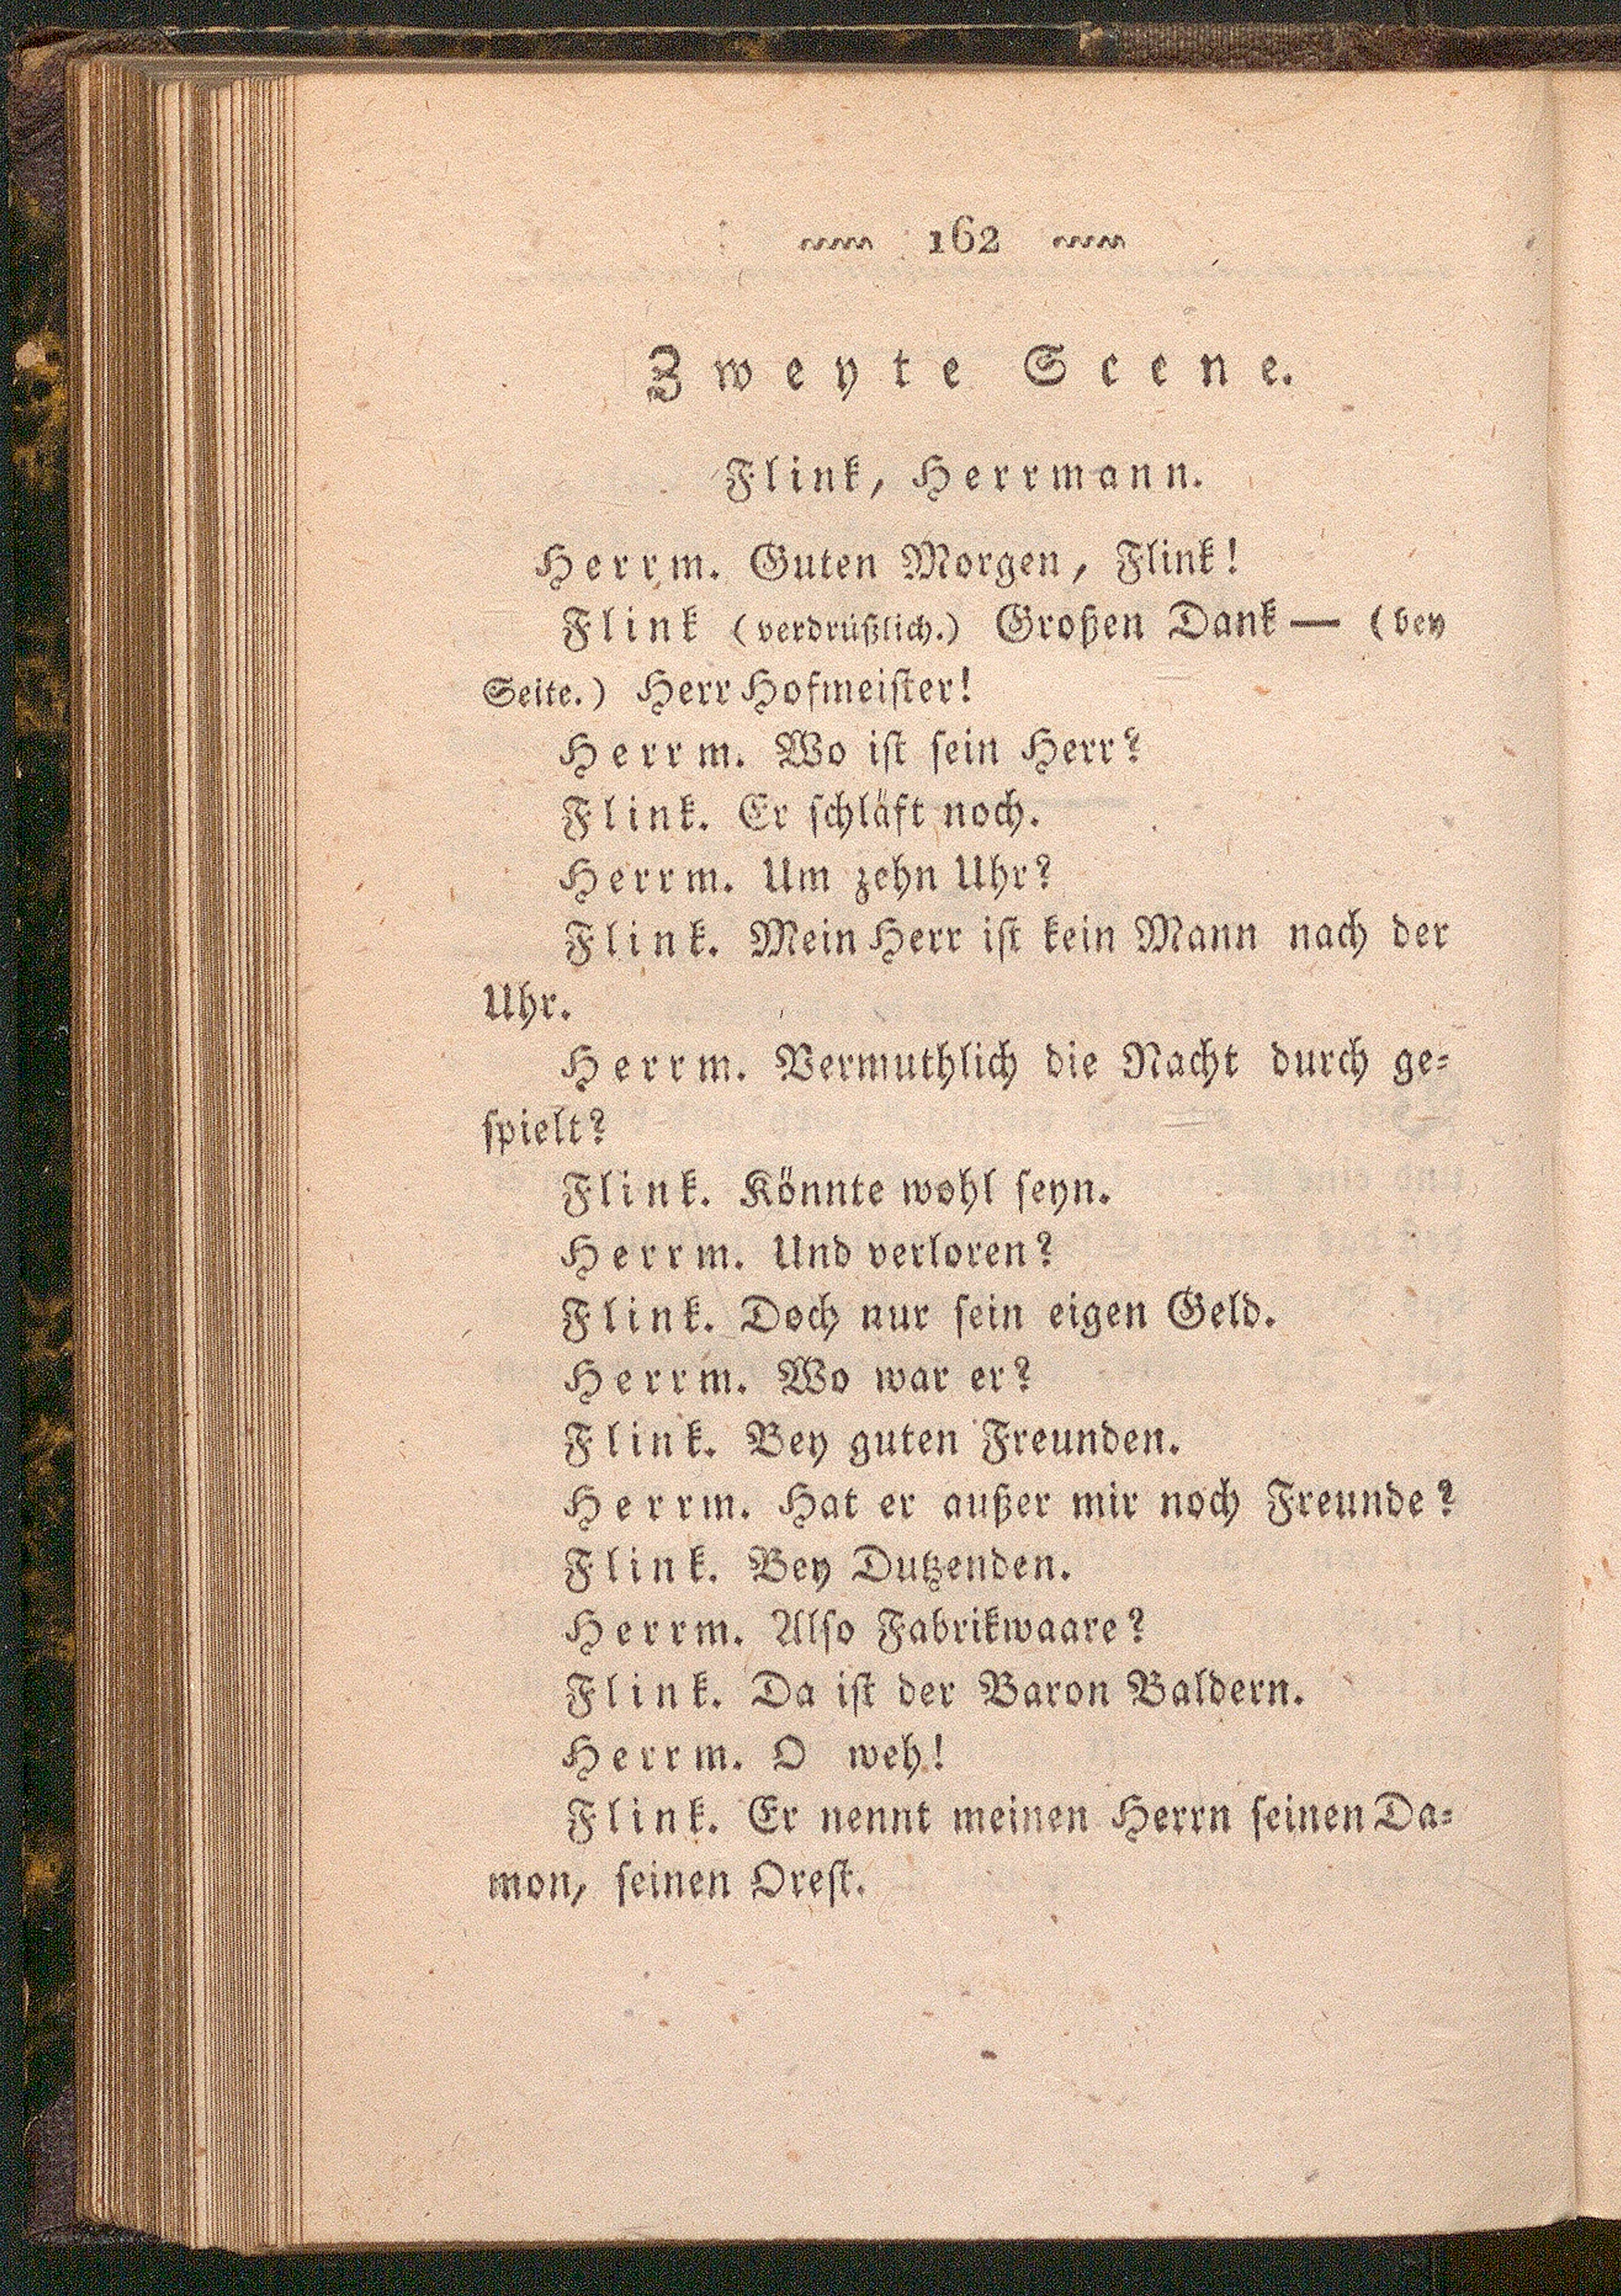 162
Zweyte Scene.
Flink, Herrmann.
Herrm. Guten Morgen, Flink!
Flink (verdrüßlich.) Großen Dank — (bey
Seite.) Herr Hofmeiſter!
Herrm. Wo iſt ſein Herr?
Flink. Er ſchläft noch.
Herrm. Um zehn Uhr?
Flink. Mein Herr iſt kein Mann nach der
Uhr.
Herrm. Vermuthlich die Nacht durch ge⸗
ſpielt?
Flink. Könnte wohl ſeyn.
Herrm. Und verloren?
Flink. Doch nur ſein eigen Geld.
Herrm. Wo war er?
Flink. Bey guten Freunden.
Herrm. Hat er außer mir noch Freunde?
Flink. Bey Dutzenden.
Herrm. Alſo Fabrikwaare?
Flink. Da iſt der Baron Baldern.
Herrm. O weh!
Flink. Er nennt meinen Herrn ſeinen Da⸗
mon, ſeinen Oreſt.